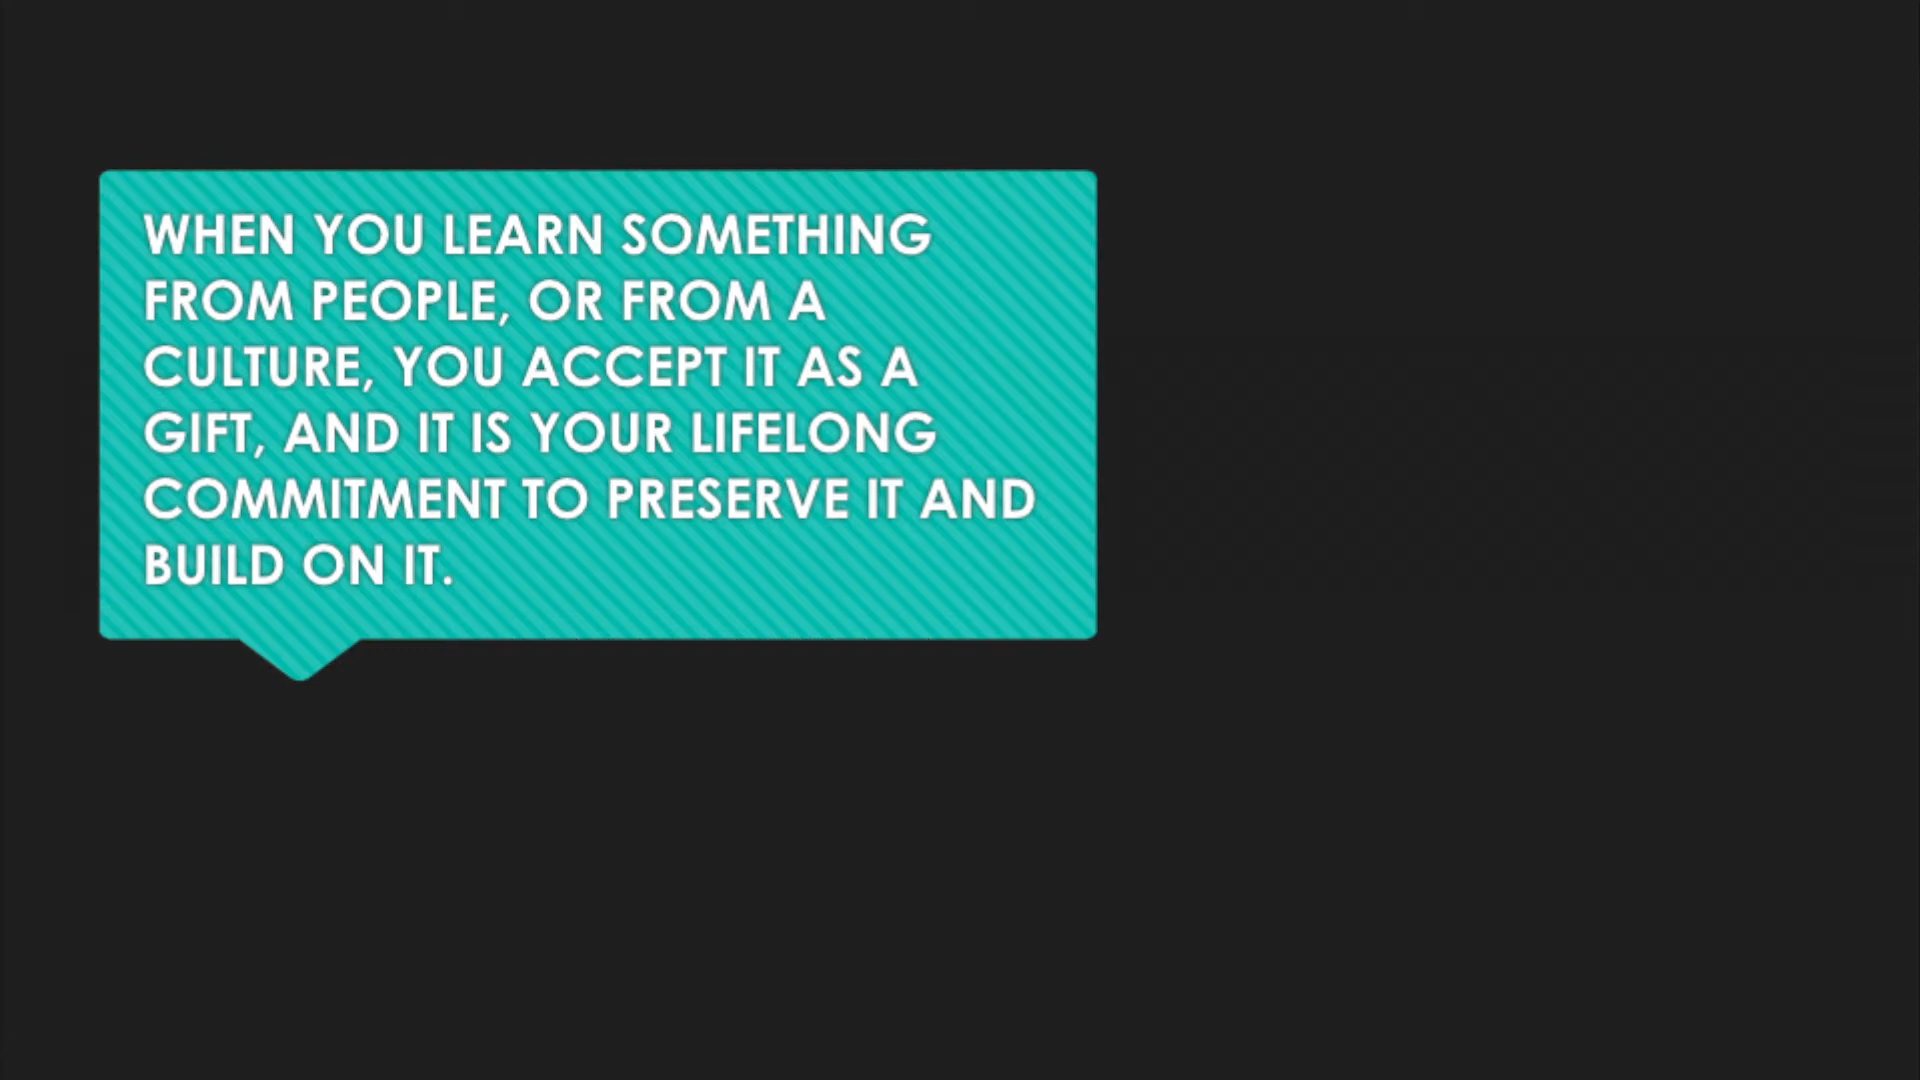 WHEN YOU LEARN SOMETHING
FROM PEOPLE, OR FROM A
CULTURE, YOU ACCEPT IT AS A
GIFT, AND IT IS YOUR LIFELONG
COMMITMENT TO PRESERVE IT AND
BUILD ON IT.